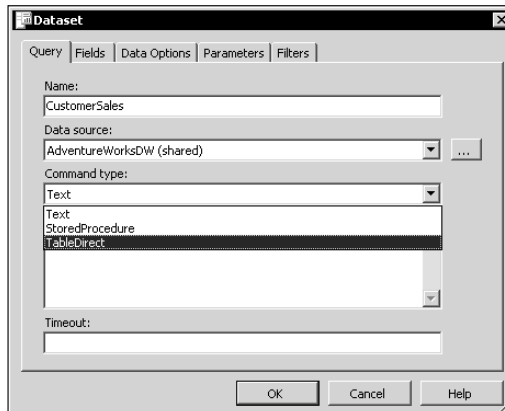 Dataset
Query Fields Data Options Parameters Filters
Name:
CustomerSales
Data source:
AdventureWorksDW (shared)
...
Command type:
Text
Text
StoredProcedure
TableDirect
Timeout:
OK Cancel Help